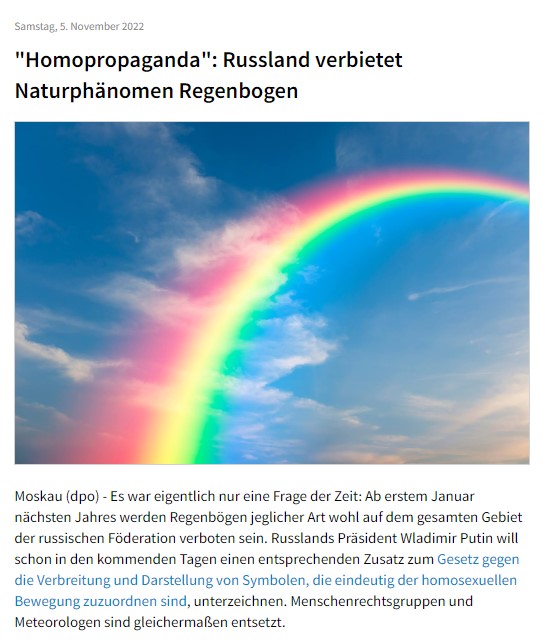 Samstag, 5. November 2022
"Homopropaganda": Russland verbietet
Naturphänomen Regenbogen
Moskau (dpo) - Es war eigentlich nur eine Frage der Zeit: Ab erstem Januar
nächsten Jahres werden Regenbögen jeglicher Art wohl auf dem gesamten Gebiet
der russischen Föderation verboten sein. Russlands Präsident Wladimir Putin will
schon in den kommenden Tagen einen entsprechenden Zusatz zum Gesetz gegen
die Verbreitung und Darstellung von Symbolen, die eindeutig der homosexuellen
Bewegung zuzuordnen sind, unterzeichnen. Menschenrechtsgruppen und
Meteorologen sind gleichermaßen entsetzt.